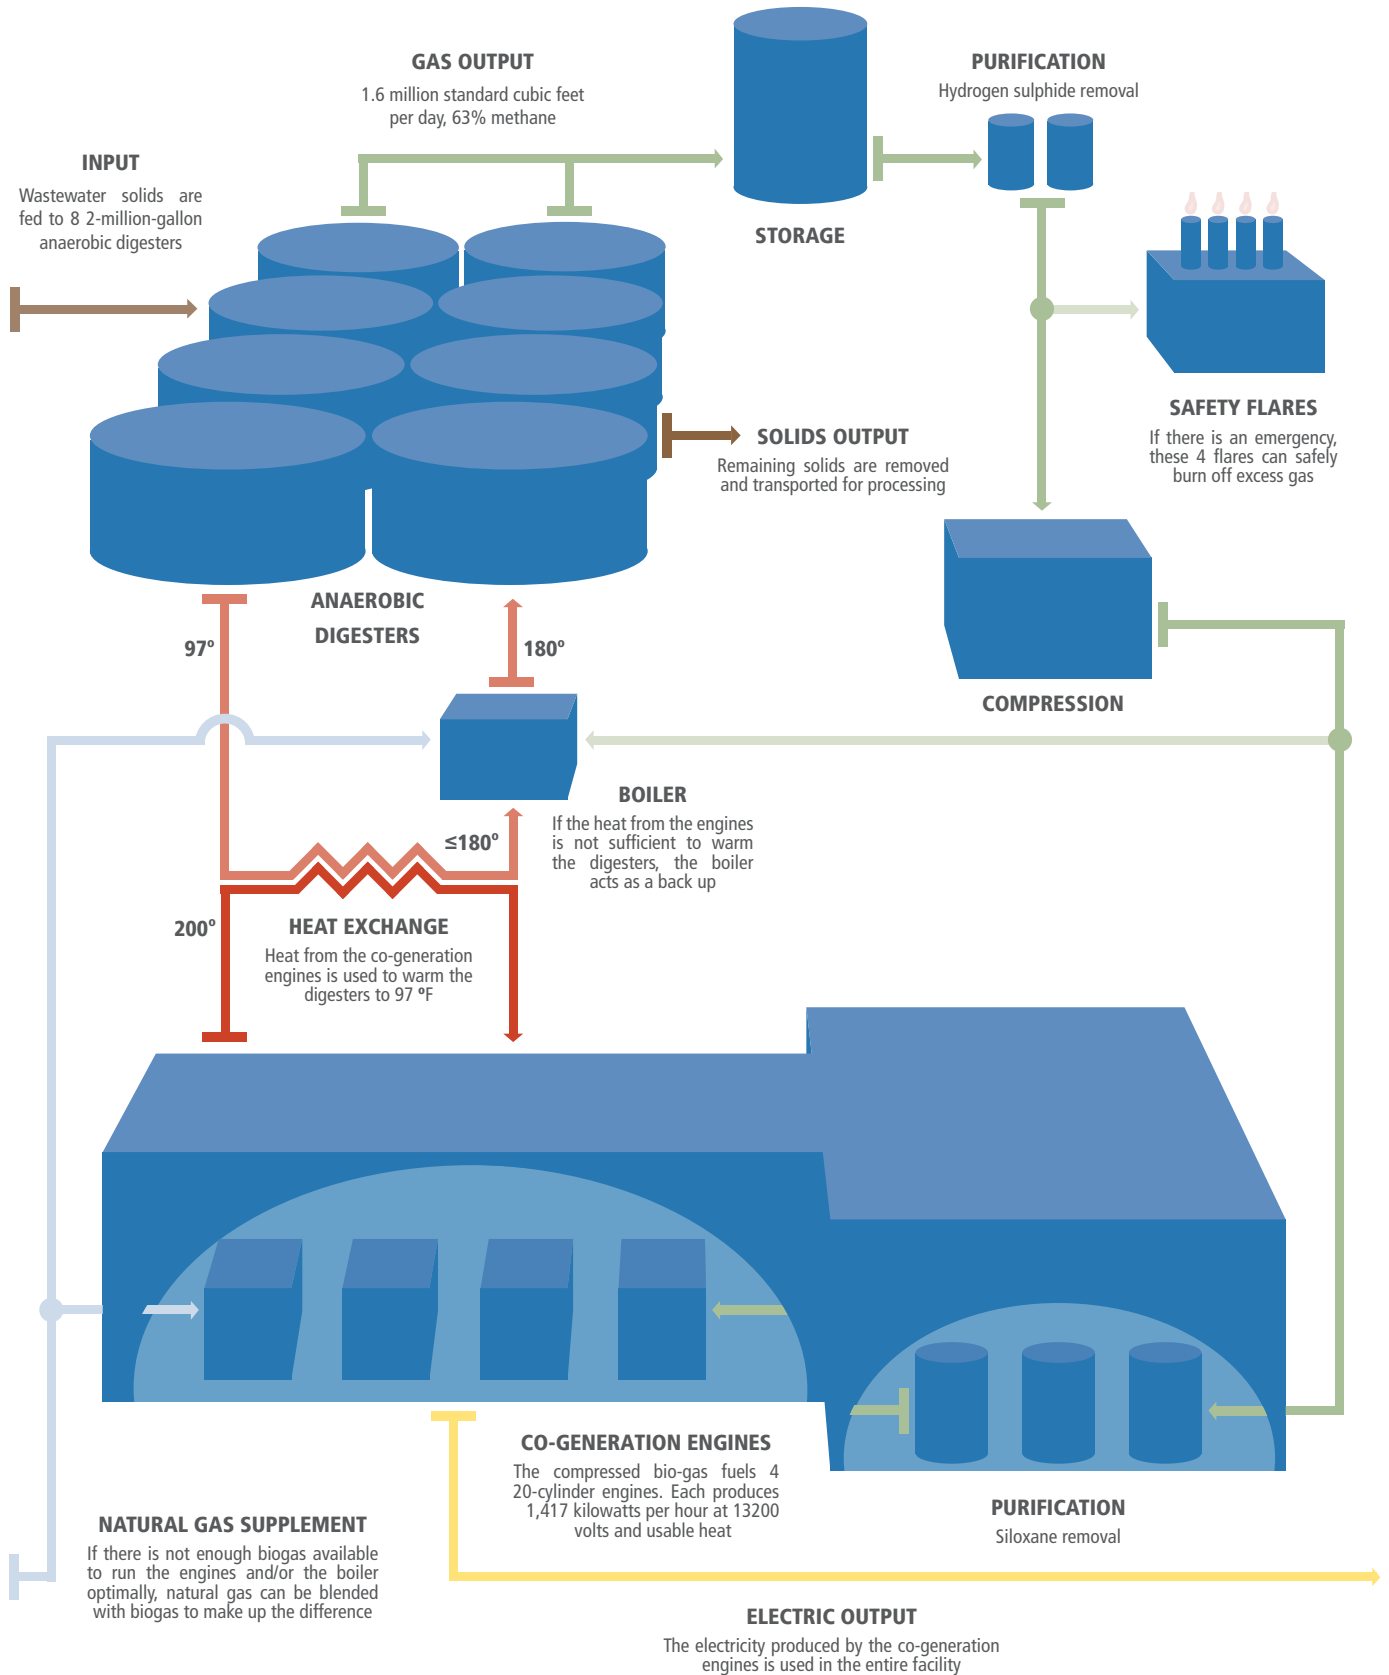 GAS OUTPUT
1.6 million standard cubic feet
per day, 63% methane
PURIFICATION
Hydrogen sulphide removal
INPUT
Wastewater solids are
fed to 8 2-million-gallon
anaerobic digesters
STORAGE
SAFETY FLARES
If there is an emergency,
these 4 flares can safely
burn off excess gas
SOLIDS OUTPUT
Remaining solids are removed
and transported for processing
ANAEROBIC
DIGESTERS
97º
180º
COMPRESSION
BOILER
If the heat from the engines
is not sufficient to warm
the digesters, the boiler
acts as a back up
≤180º
200º
HEAT EXCHANGE
Heat from the co-generation
engines is used to warm the
digesters to 97 ºF
CO-GENERATION ENGINES
The compressed bio-gas fuels 4
20-cylinder engines. Each produces
1,417 kilowatts per hour at 13200
volts and usable heat
PURIFICATION
Siloxane removal
NATURAL GAS SUPPLEMENT
If there is not enough biogas available
to run the engines and/or the boiler
optimally, natural gas can be blended
with biogas to make up the difference
ELECTRIC OUTPUT
The electricity produced by the co-generation
engines is used in the entire facility